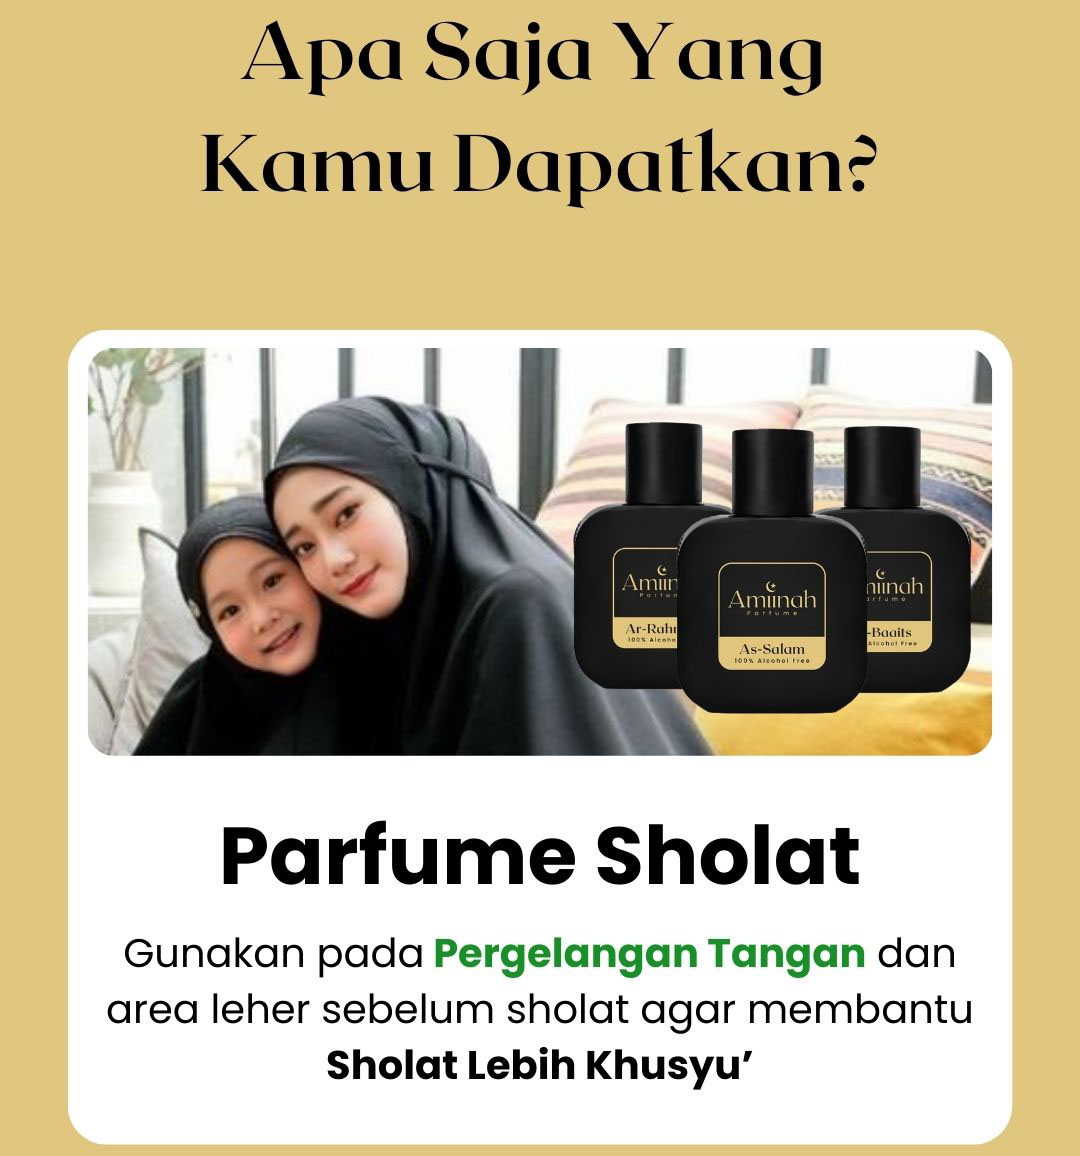 Apa Saja Yang
Kamu Dapatkan?
Amiinah
Parfume
As-Salam
100% Alcohol Free
Parfume Sholat
Gunakan pada Pergelangan Tangan dan
area leher sebelum sholat agar membantu
Sholat Lebih Khusyu’